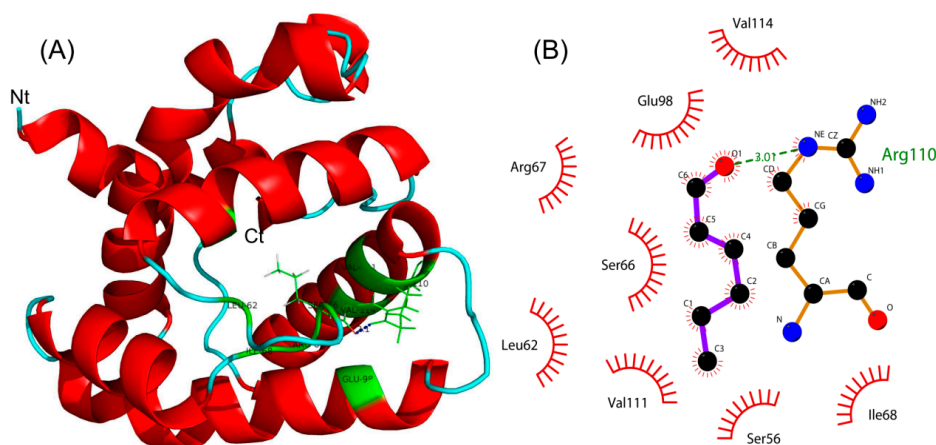 (A)
Nt
Ct
LEU-62
GLU-98
(B)
Val114
Glu98
NH2
NE
CZ
Arg110
O1
3.01
Arg67
CD
NH1
C6
CG
C5
C4
Ser66
CB
C2
CA
C
C1
O
N
Leu62
C3
Val111
Ile68
Ser56